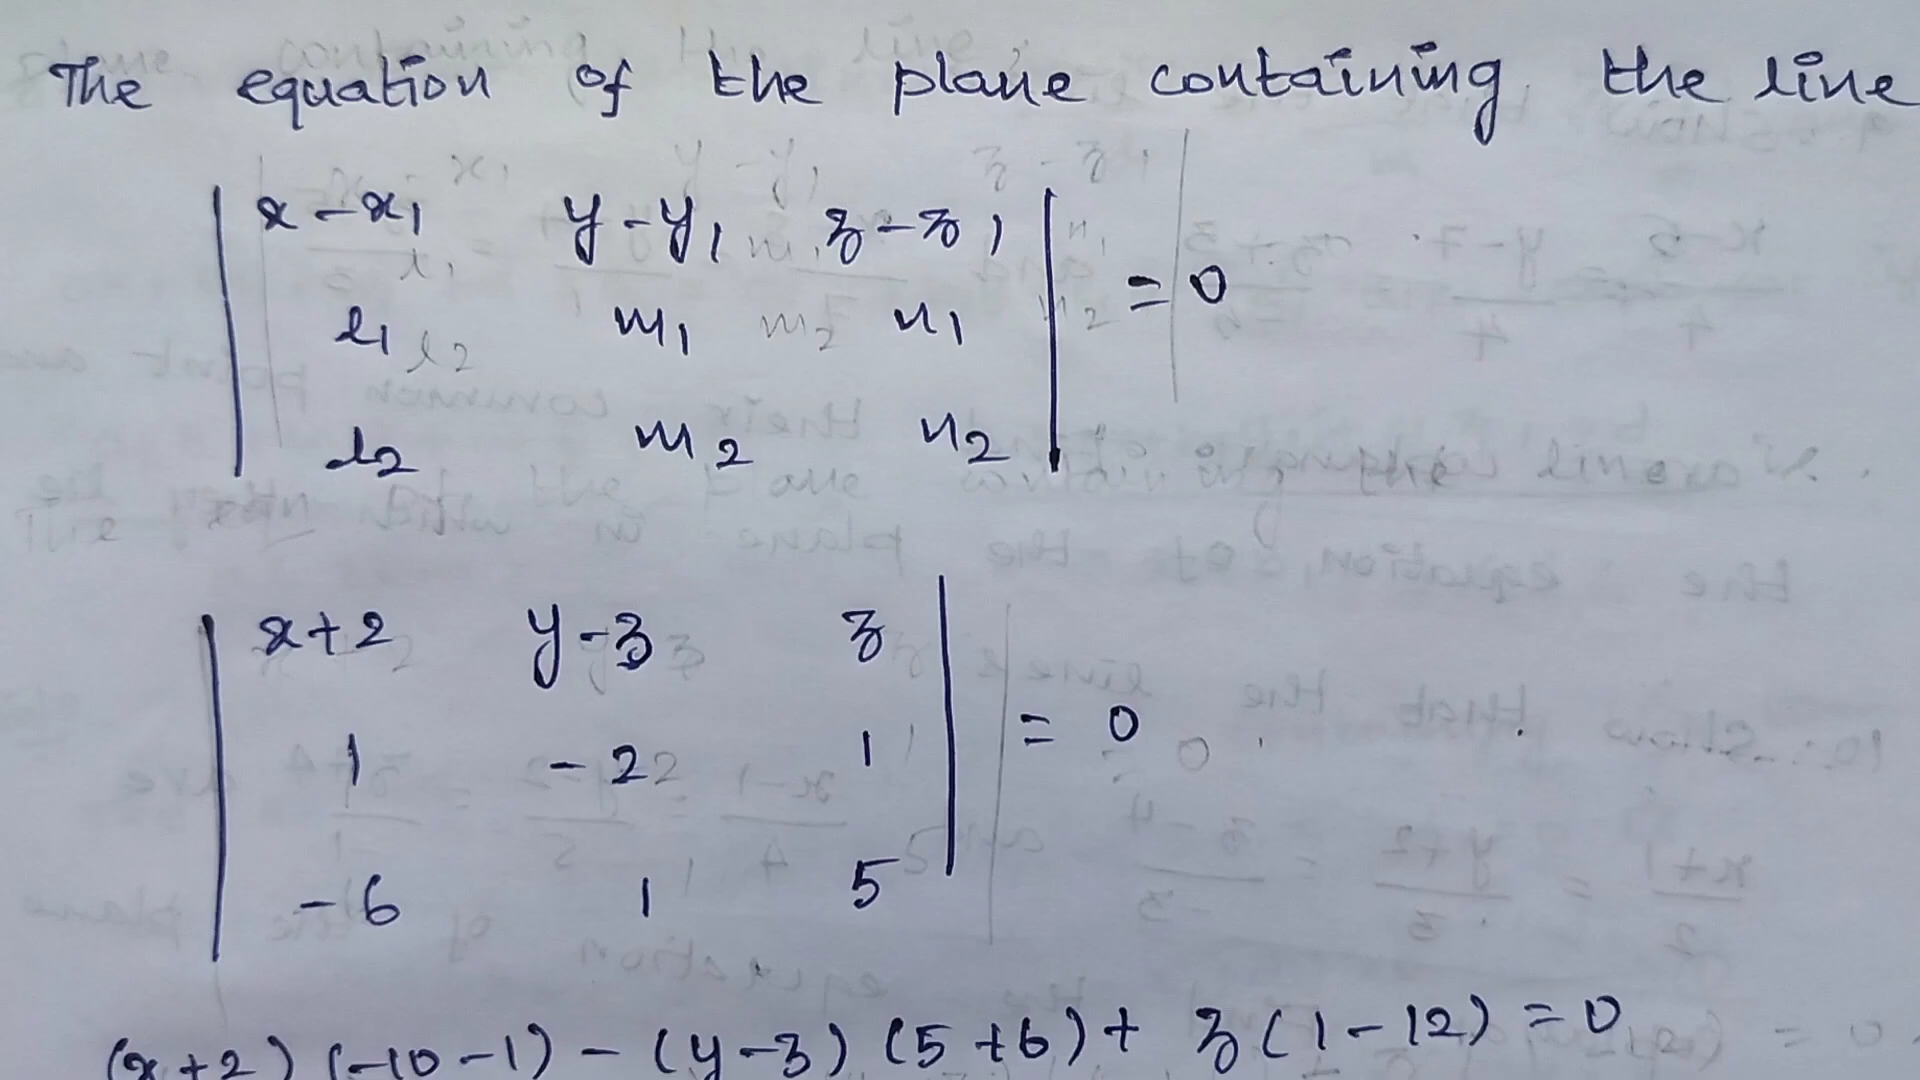 The equation of the plane containing the line
| x - x1 y - y1 z - z1 |
| l1 m1 n1 | = 0
| l2 m2 n2 |
| x+2 y-3 z |
| 1 -2 1 | = 0
| -6 1 5 |
(x+2) (-10-1) - (y-3) (5+6) + z(1-12) = 0